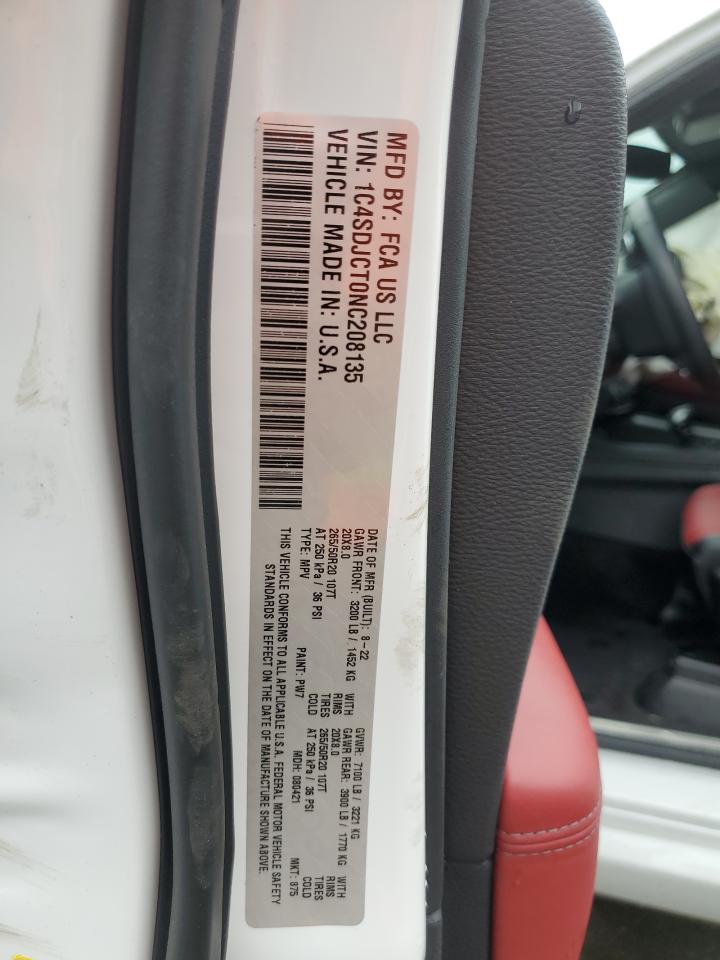 MFD BY: FCA US LLC
VIN: 1C4SDJCT0NC208135
VEHICLE MADE IN: U.S.A.
DATE OF MFR (BUILT): 8-22 GVWR: 7100 LB / 3221 KG
GAWR FRONT: 3200 LB / 1452 KG WITH GAWR REAR: 3900 LB / 1770 KG WITH
20X8.0 RIMS 20X8.0 RIMS
265/50R20 107T TIRES 265/50R20 107T TIRES
AT 250 kPa / 36 PSI COLD AT 250 kPa / 36 PSI COLD
TYPE: MPV PAINT: PW7 MDH: 080421 MKT: 875
THIS VEHICLE CONFORMS TO ALL APPLICABLE U.S.A. FEDERAL MOTOR VEHICLE SAFETY
STANDARDS IN EFFECT ON THE DATE OF MANUFACTURE SHOWN ABOVE.